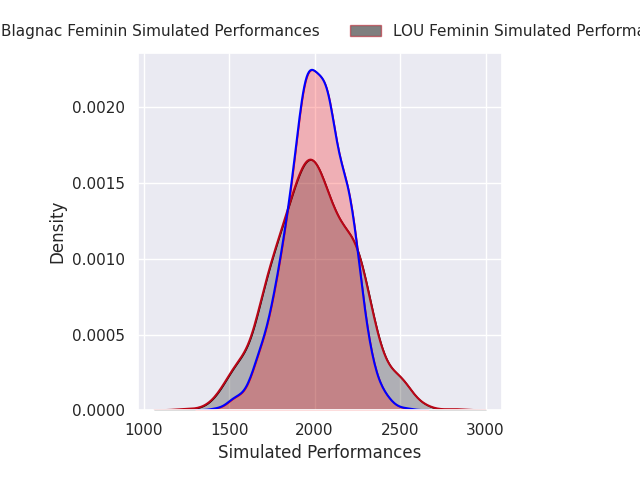 Blagnac Feminin Simulated Performances
LOU Feminin Simulated Performa
0.0020
0.0015
0.0010
0.0005
0.0000
Density
1000 1500 2000 2500 3000
Simulated Performances